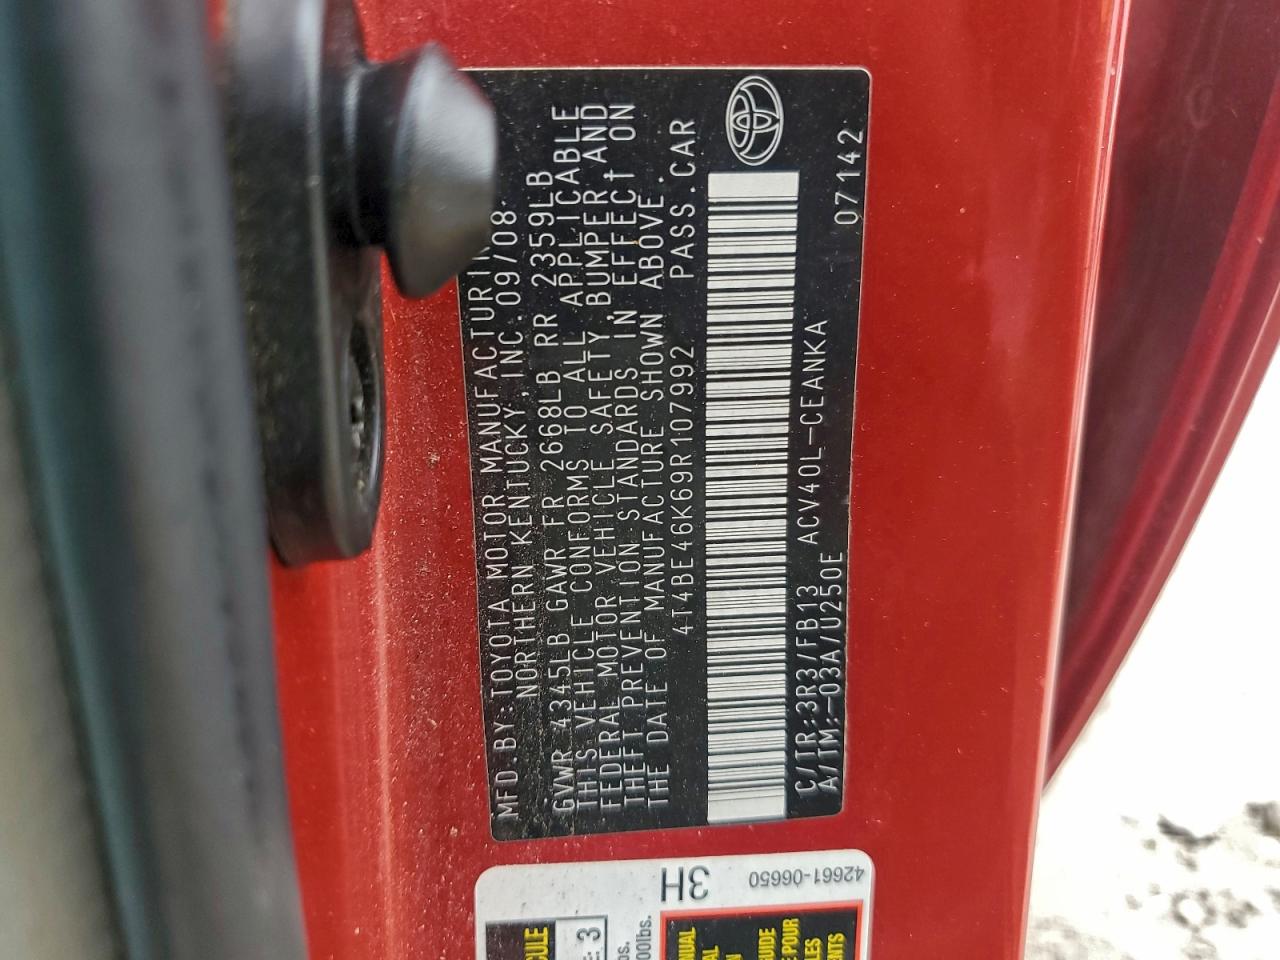 MFD.BY:TOYOTA MOTOR
NORTHERN KENTUCKY,INC.09/08
GVWR 4345LB GAWR FR 2668LB RR 2359LB
THIS VEHICLE CONFORMS TO ALL APPLICABLE
FEDERAL MOTOR VEHICLE SAFETY,BUMPER,AND
THEFT PREVENTION STANDARDS IN EFFECT ON
THE DATE OF MANUFACTURE SHOWN ABOVE.
4T4BE46K69R107992 PASS.CAR
C/TR:3R3/FB13 ACV40L-CEANKA 07142
A/TM:-03A/U250E
3H
42661-06650
3
GUIDE